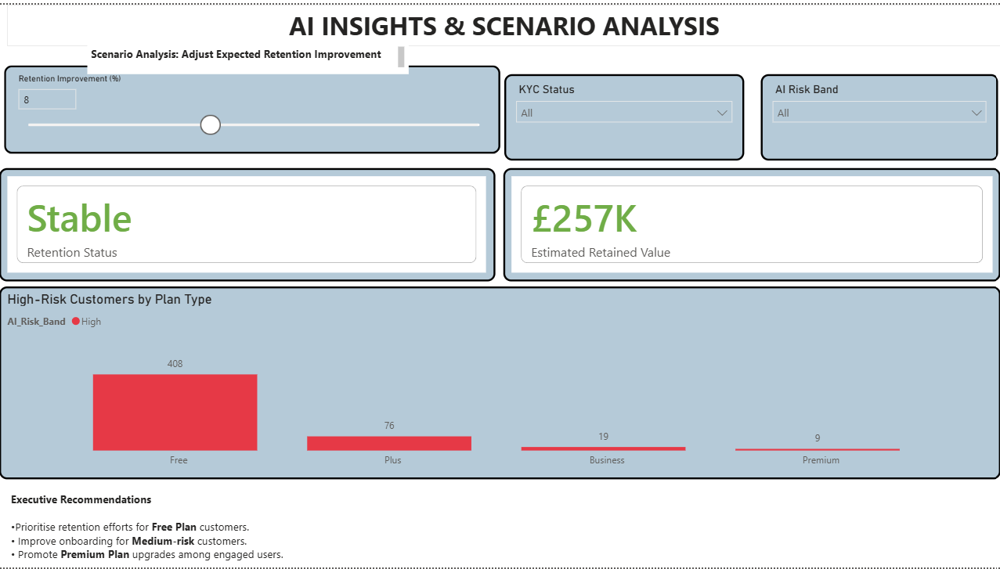 AI INSIGHTS & SCENARIO ANALYSIS
Scenario Analysis: Adjust Expected Retention Improvement
Retention Improvement (%)
8
KYC Status
All
AI Risk Band
All
Stable
Retention Status
£257K
Estimated Retained Value
High-Risk Customers by Plan Type
AI_Risk_Band High
408
76
19
9
Free
Plus
Business
Premium
Executive Recommendations
•Prioritise retention efforts for Free Plan customers.
• Improve onboarding for Medium-risk customers.
• Promote Premium Plan upgrades among engaged users.